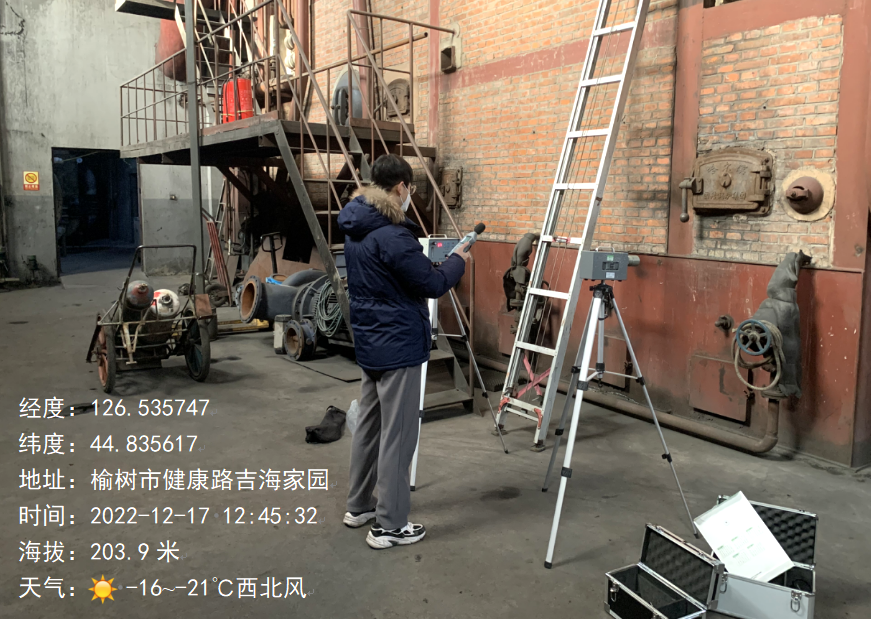 经度：126.535747
纬度：44.835617
地址：榆树市健康路吉海家园
时间：2022-12-17 12:45:32
海拔：203.9 米
天气：☀️ -16~-21℃西北风